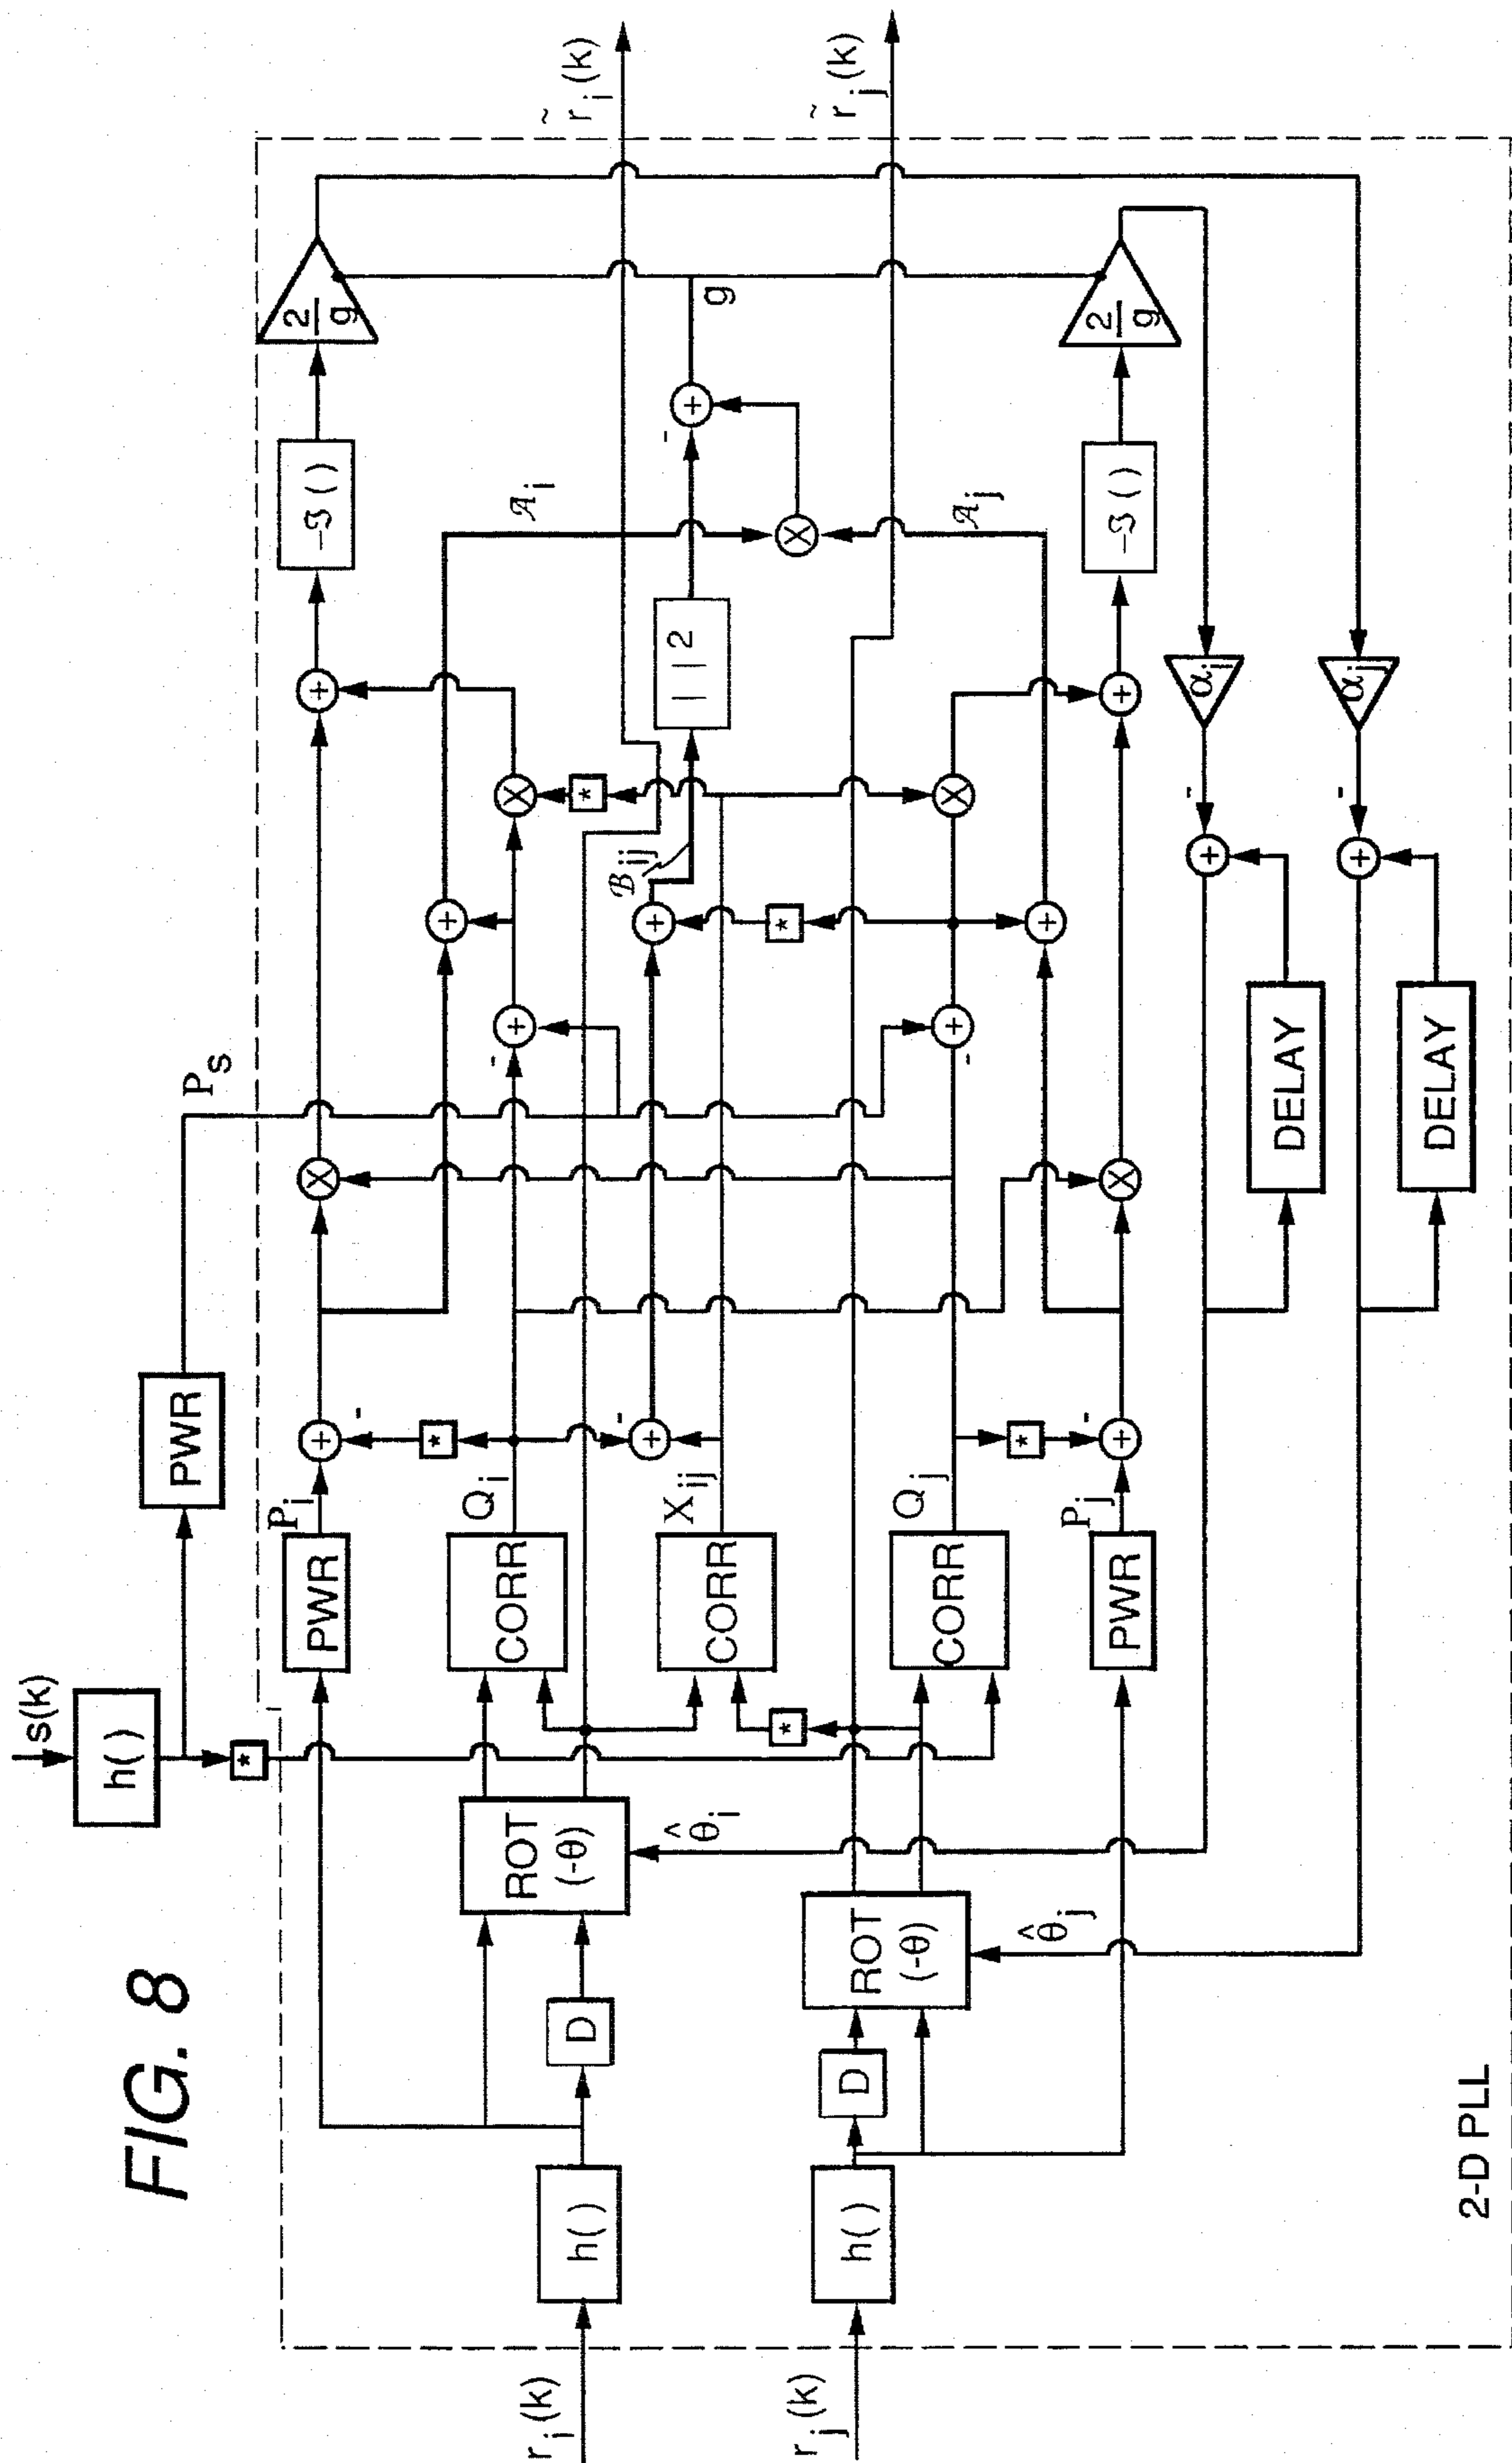 FIG. 8
s(k)
h( )
*
PWR
P_s
r_i(k)
h( )
D
ROT
(-θ)
θ̂_i
PWR
P_i
CORR
Q_i
CORR
X_ij
CORR
Q_j
PWR
P_j
r_j(k)
h( )
D
ROT
(-θ)
θ̂_j
*
*
*
*
*
+
-
+
-
+
-
×
×
+
-
+
-
+
+
ℬ_ij
+
×
×
+
+
| |²
𝒜_i
𝒜_j
×
-
+
g
-ℑ( )
-ℑ( )
2/g
2/g
r̃_i(k)
r̃_j(k)
α_i
-
+
DELAY
α_j
-
+
DELAY
2-D PLL